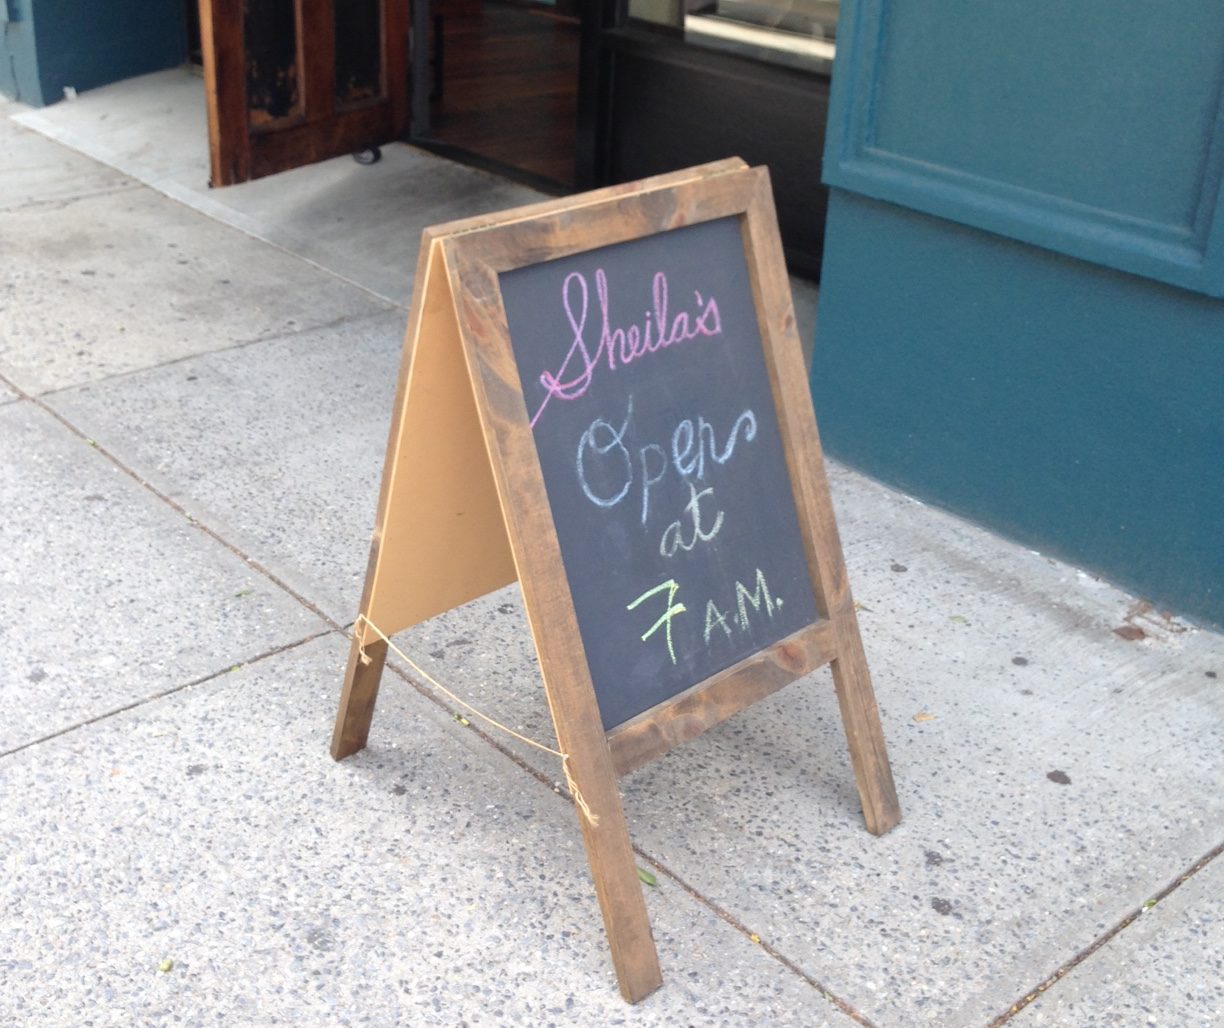 Sheila's
Open
at
7 A.M.